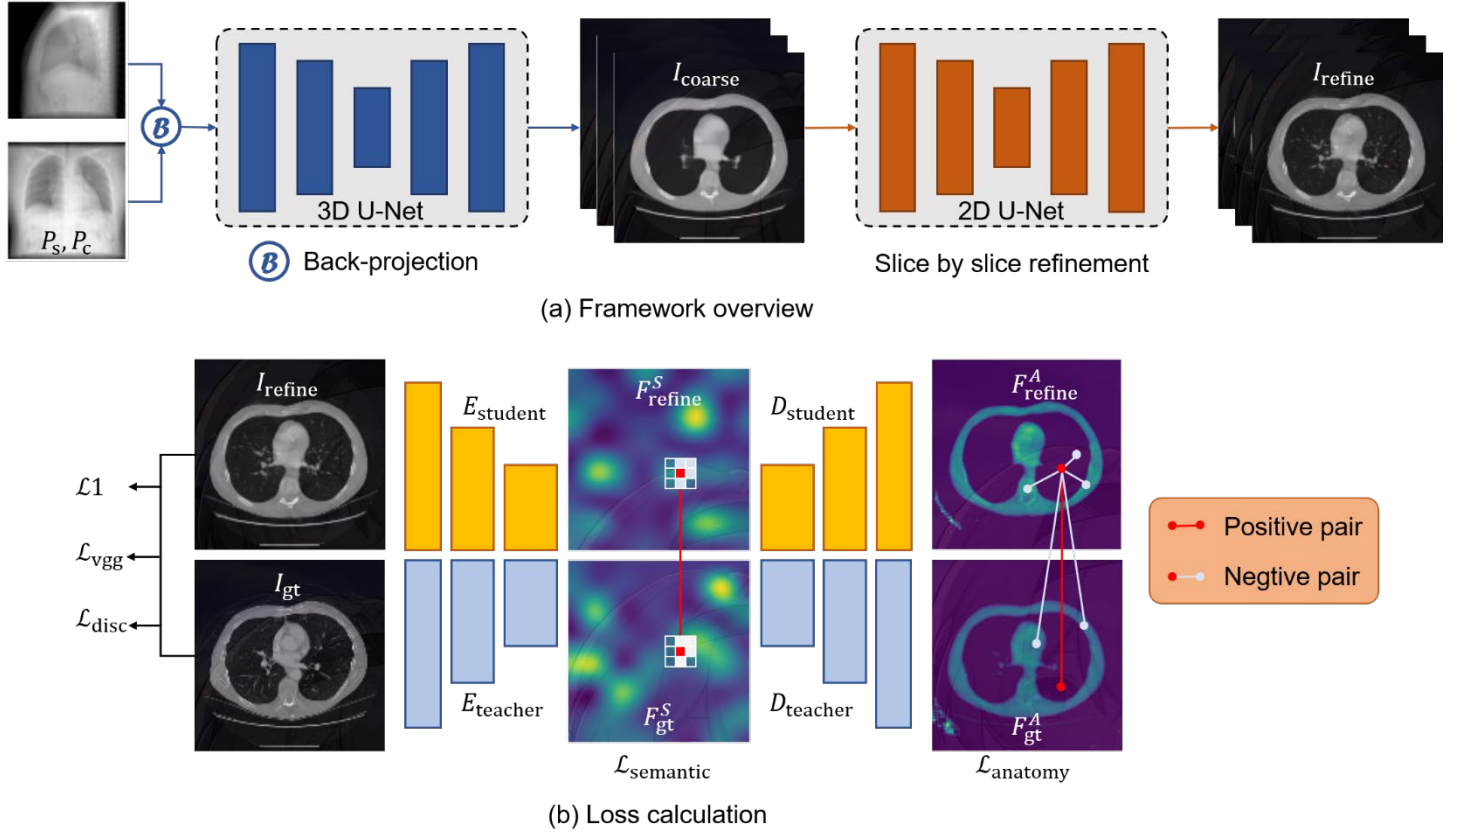 I_coarse
I_refine
ℬ
3D U-Net
2D U-Net
P_s, P_c
ℬ Back-projection
Slice by slice refinement
(a) Framework overview
I_refine
E_student
F^S_refine
D_student
F^A_refine
ℒ1
Positive pair
ℒ_vgg
I_gt
Negtive pair
ℒ_disc
E_teacher
F^S_gt
D_teacher
F^A_gt
ℒ_semantic
ℒ_anatomy
(b) Loss calculation